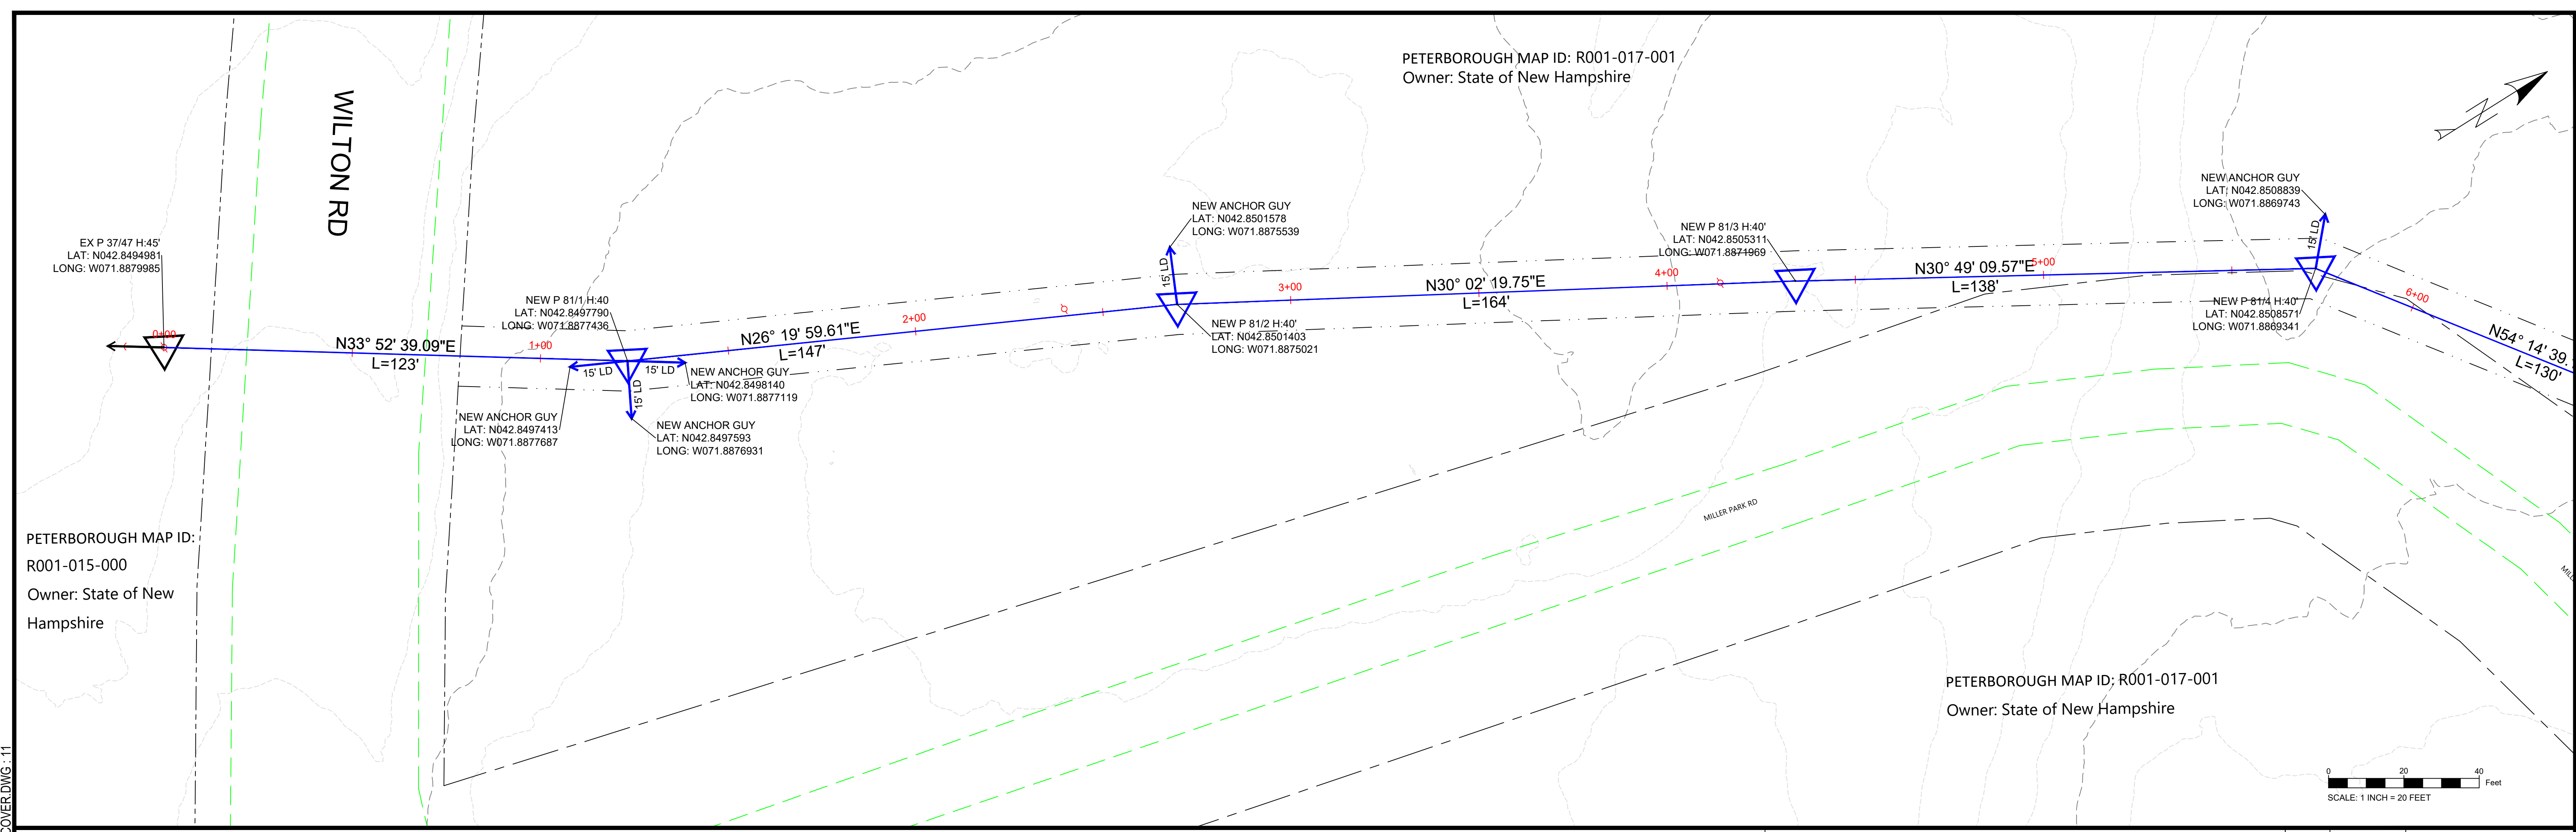 PETERBOROUGH MAP ID: R001-017-001
Owner: State of New Hampshire
WILTON RD
N
NEW ANCHOR GUY
LAT: N042.8508839
LONG: W071.8869743
15' LD
NEW ANCHOR GUY
LAT: N042.8501578
LONG: W071.8875539
15' LD
NEW P 81/3 H:40'
LAT: N042.8505311
LONG: W071.8871969
EX P 37/47 H:45'
LAT: N042.8494981
LONG: W071.8879985
NEW P 81/1 H:40
LAT: N042.8497790
LONG: W071.8877436
0+00
1+00
2+00
3+00
4+00
5+00
6+00
N33° 52' 39.09"E
L=123'
N26° 19' 59.61"E
L=147'
N30° 02' 19.75"E
L=164'
N30° 49' 09.57"E
L=138'
N54° 14' 39.
L=130'
NEW P 81/2 H:40'
LAT: N042.8501403
LONG: W071.8875021
NEW P 81/4 H:40'
LAT: N042.8508571
LONG: W071.8869341
15' LD
15' LD
15' LD
NEW ANCHOR GUY
LAT: N042.8498140
LONG: W071.8877119
NEW ANCHOR GUY
LAT: N042.8497413
LONG: W071.8877687
NEW ANCHOR GUY
LAT: N042.8497593
LONG: W071.8876931
MILLER PARK RD
PETERBOROUGH MAP ID:
R001-015-000
Owner: State of New
Hampshire
PETERBOROUGH MAP ID: R001-017-001
Owner: State of New Hampshire
0 20 40
Feet
SCALE: 1 INCH = 20 FEET
COVER.DWG : 11